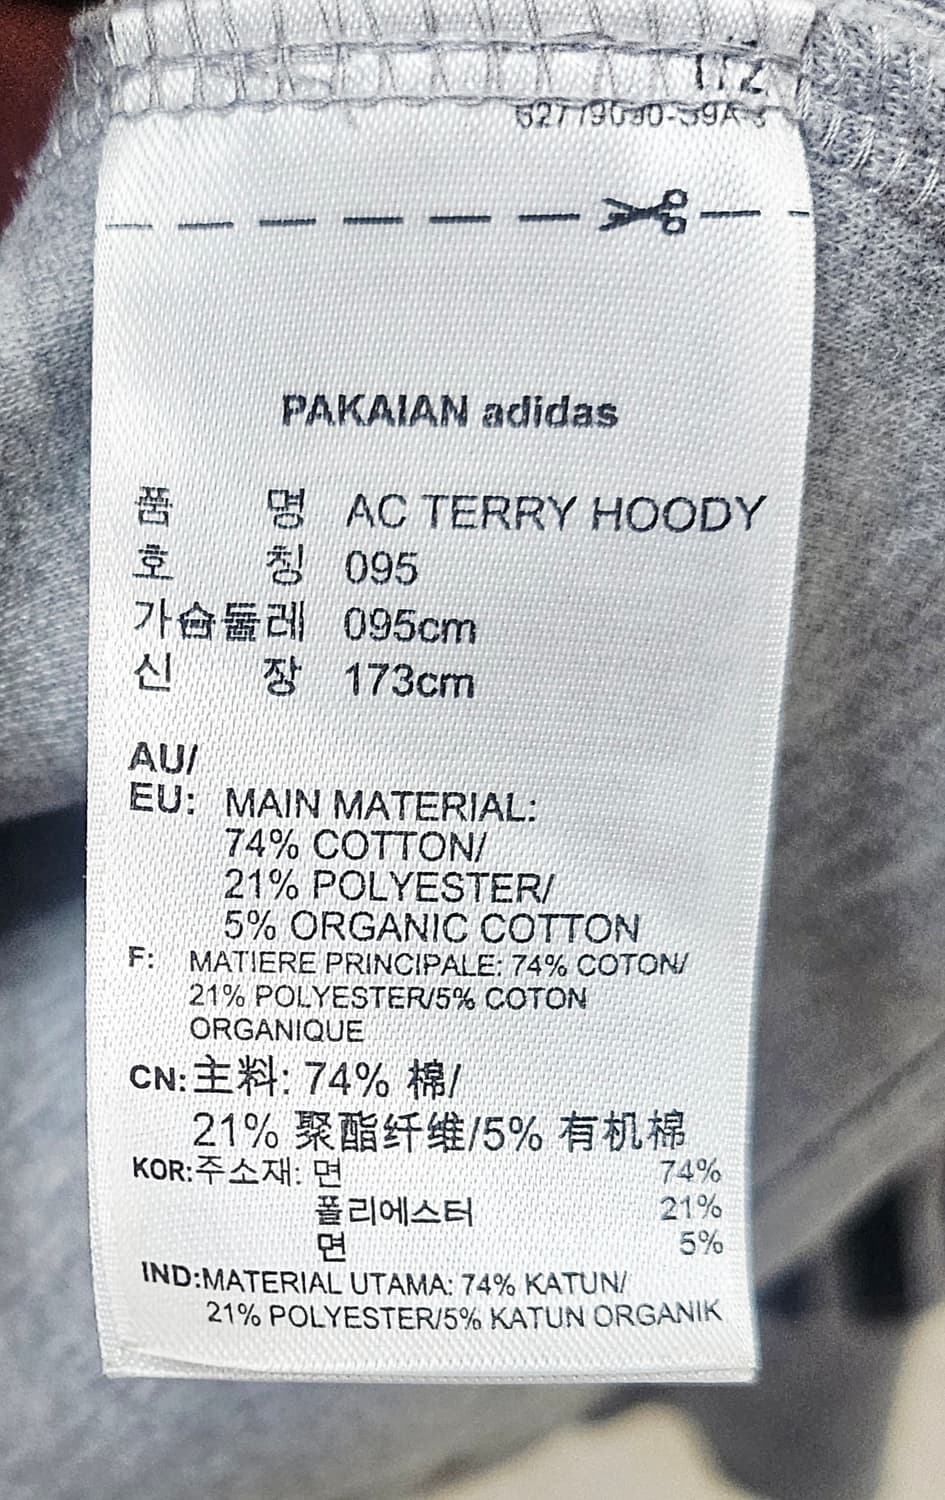 PAKAIAN adidas
품 명 AC TERRY HOODY
호 칭 095
가슴둘레 095cm
신 장 173cm
AU/
EU: MAIN MATERIAL:
74% COTTON/
21% POLYESTER/
5% ORGANIC COTTON
F: MATIERE PRINCIPALE: 74% COTON/
21% POLYESTER/5% COTON
ORGANIQUE
CN: 主料: 74% 棉/
21% 聚酯纤维/5% 有机棉
KOR: 주소재: 면 74%
폴리에스터 21%
면 5%
IND:MATERIAL UTAMA: 74% KATUN/
21% POLYESTER/5% KATUN ORGANIK